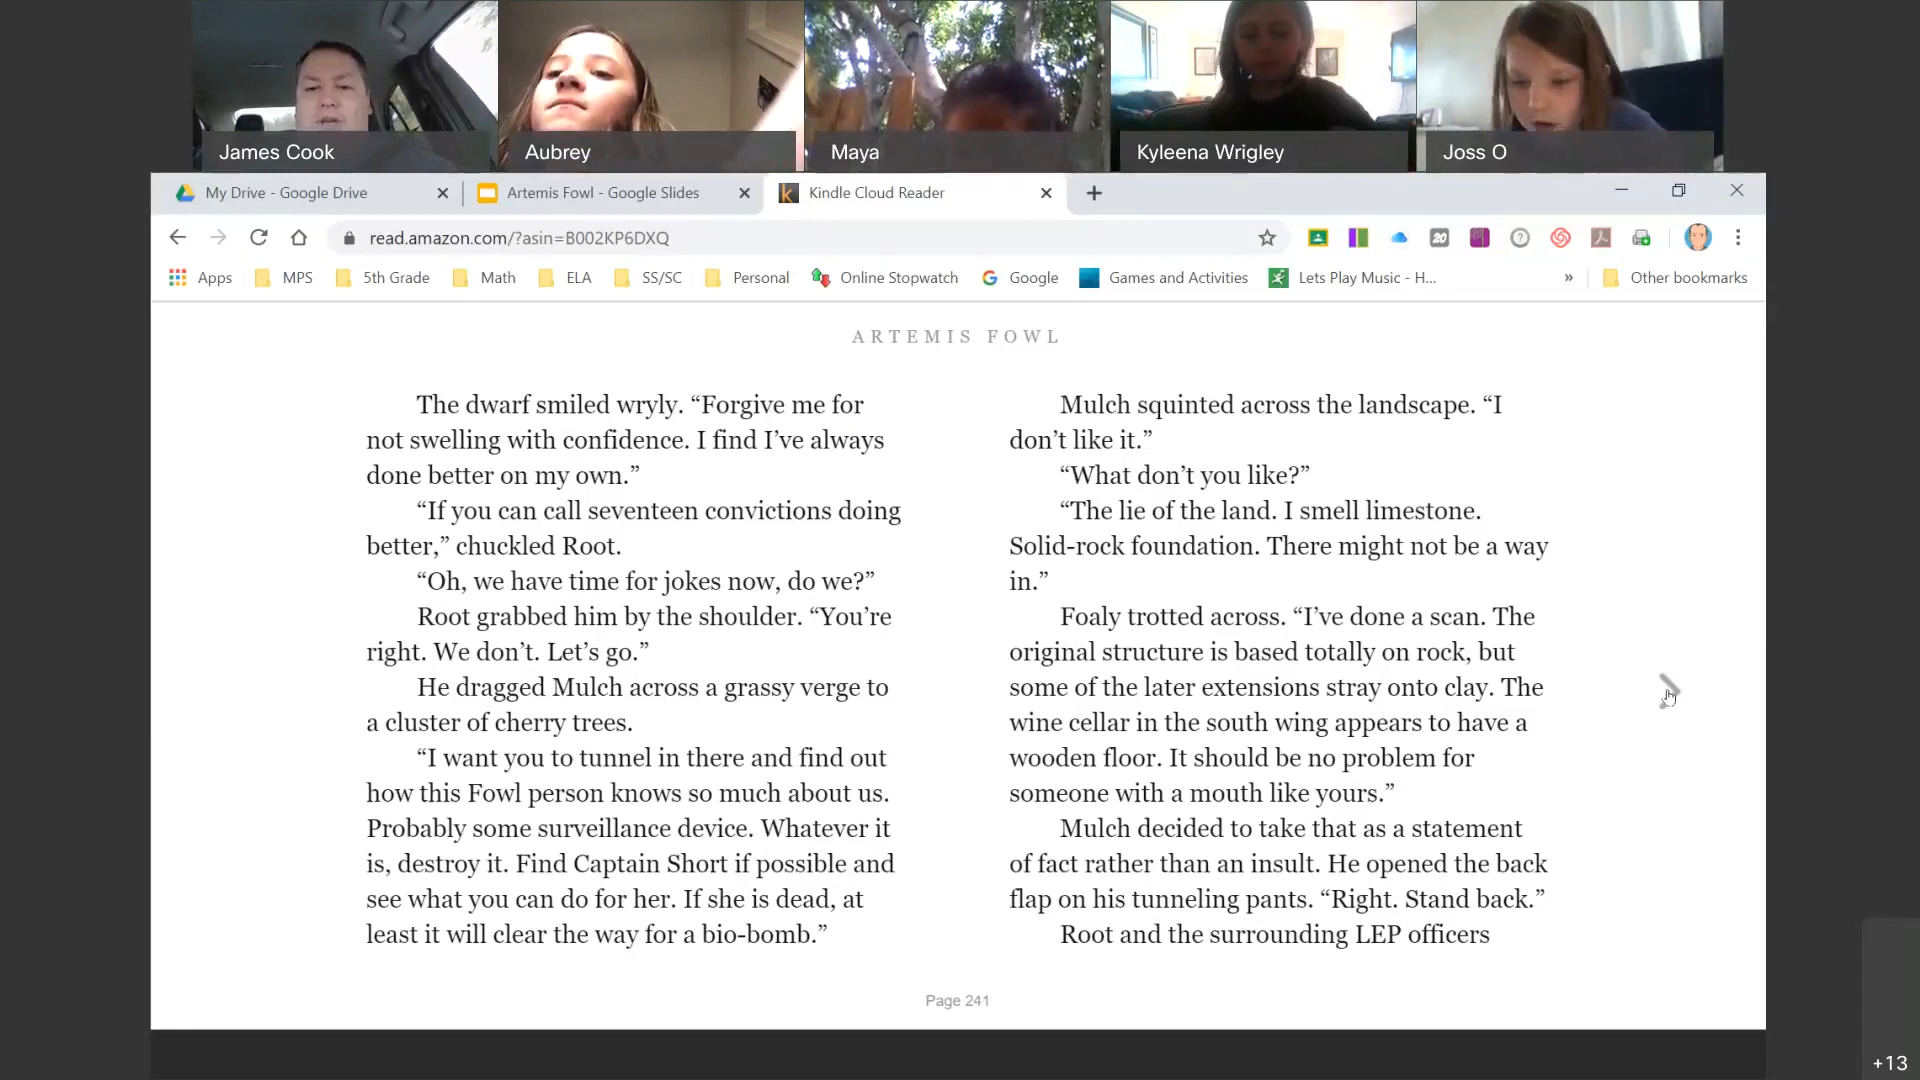 James Cook
Aubrey
Maya
Kyleena Wrigley
Joss O
My Drive - Google Drive
Artemis Fowl - Google Slides
Kindle Cloud Reader
read.amazon.com/?asin=B002KP6DXQ
20
Apps
MPS
5th Grade
Math
ELA
SS/SC
Personal
Online Stopwatch
Google
Games and Activities
Lets Play Music - H...
»
Other bookmarks
ARTEMIS FOWL
The dwarf smiled wryly. “Forgive me for
not swelling with confidence. I find I’ve always
done better on my own.”
“If you can call seventeen convictions doing
better,” chuckled Root.
“Oh, we have time for jokes now, do we?”
Root grabbed him by the shoulder. “You’re
right. We don’t. Let’s go.”
He dragged Mulch across a grassy verge to
a cluster of cherry trees.
“I want you to tunnel in there and find out
how this Fowl person knows so much about us.
Probably some surveillance device. Whatever it
is, destroy it. Find Captain Short if possible and
see what you can do for her. If she is dead, at
least it will clear the way for a bio-bomb.”
Mulch squinted across the landscape. “I
don’t like it.”
“What don’t you like?”
“The lie of the land. I smell limestone.
Solid-rock foundation. There might not be a way
in.”
Foaly trotted across. “I’ve done a scan. The
original structure is based totally on rock, but
some of the later extensions stray onto clay. The
wine cellar in the south wing appears to have a
wooden floor. It should be no problem for
someone with a mouth like yours.”
Mulch decided to take that as a statement
of fact rather than an insult. He opened the back
flap on his tunneling pants. “Right. Stand back.”
Root and the surrounding LEP officers
Page 241
+13